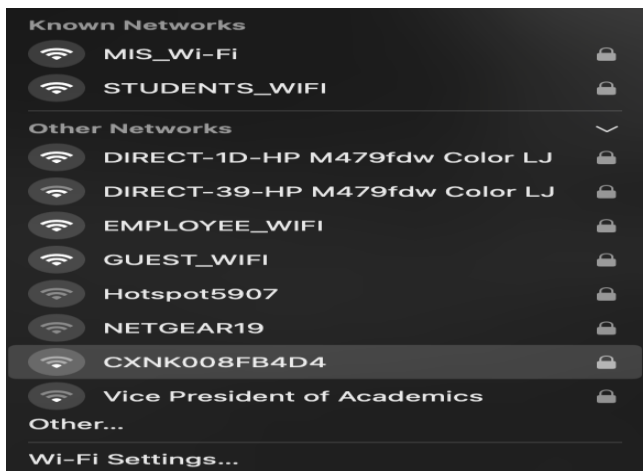 Known Networks
MIS_Wi-Fi
STUDENTS_WIFI
Other Networks
DIRECT-1D-HP M479fdw Color LJ
DIRECT-39-HP M479fdw Color LJ
EMPLOYEE_WIFI
GUEST_WIFI
Hotspot5907
NETGEAR19
CXNK008FB4D4
Vice President of Academics
Other...
Wi-Fi Settings...